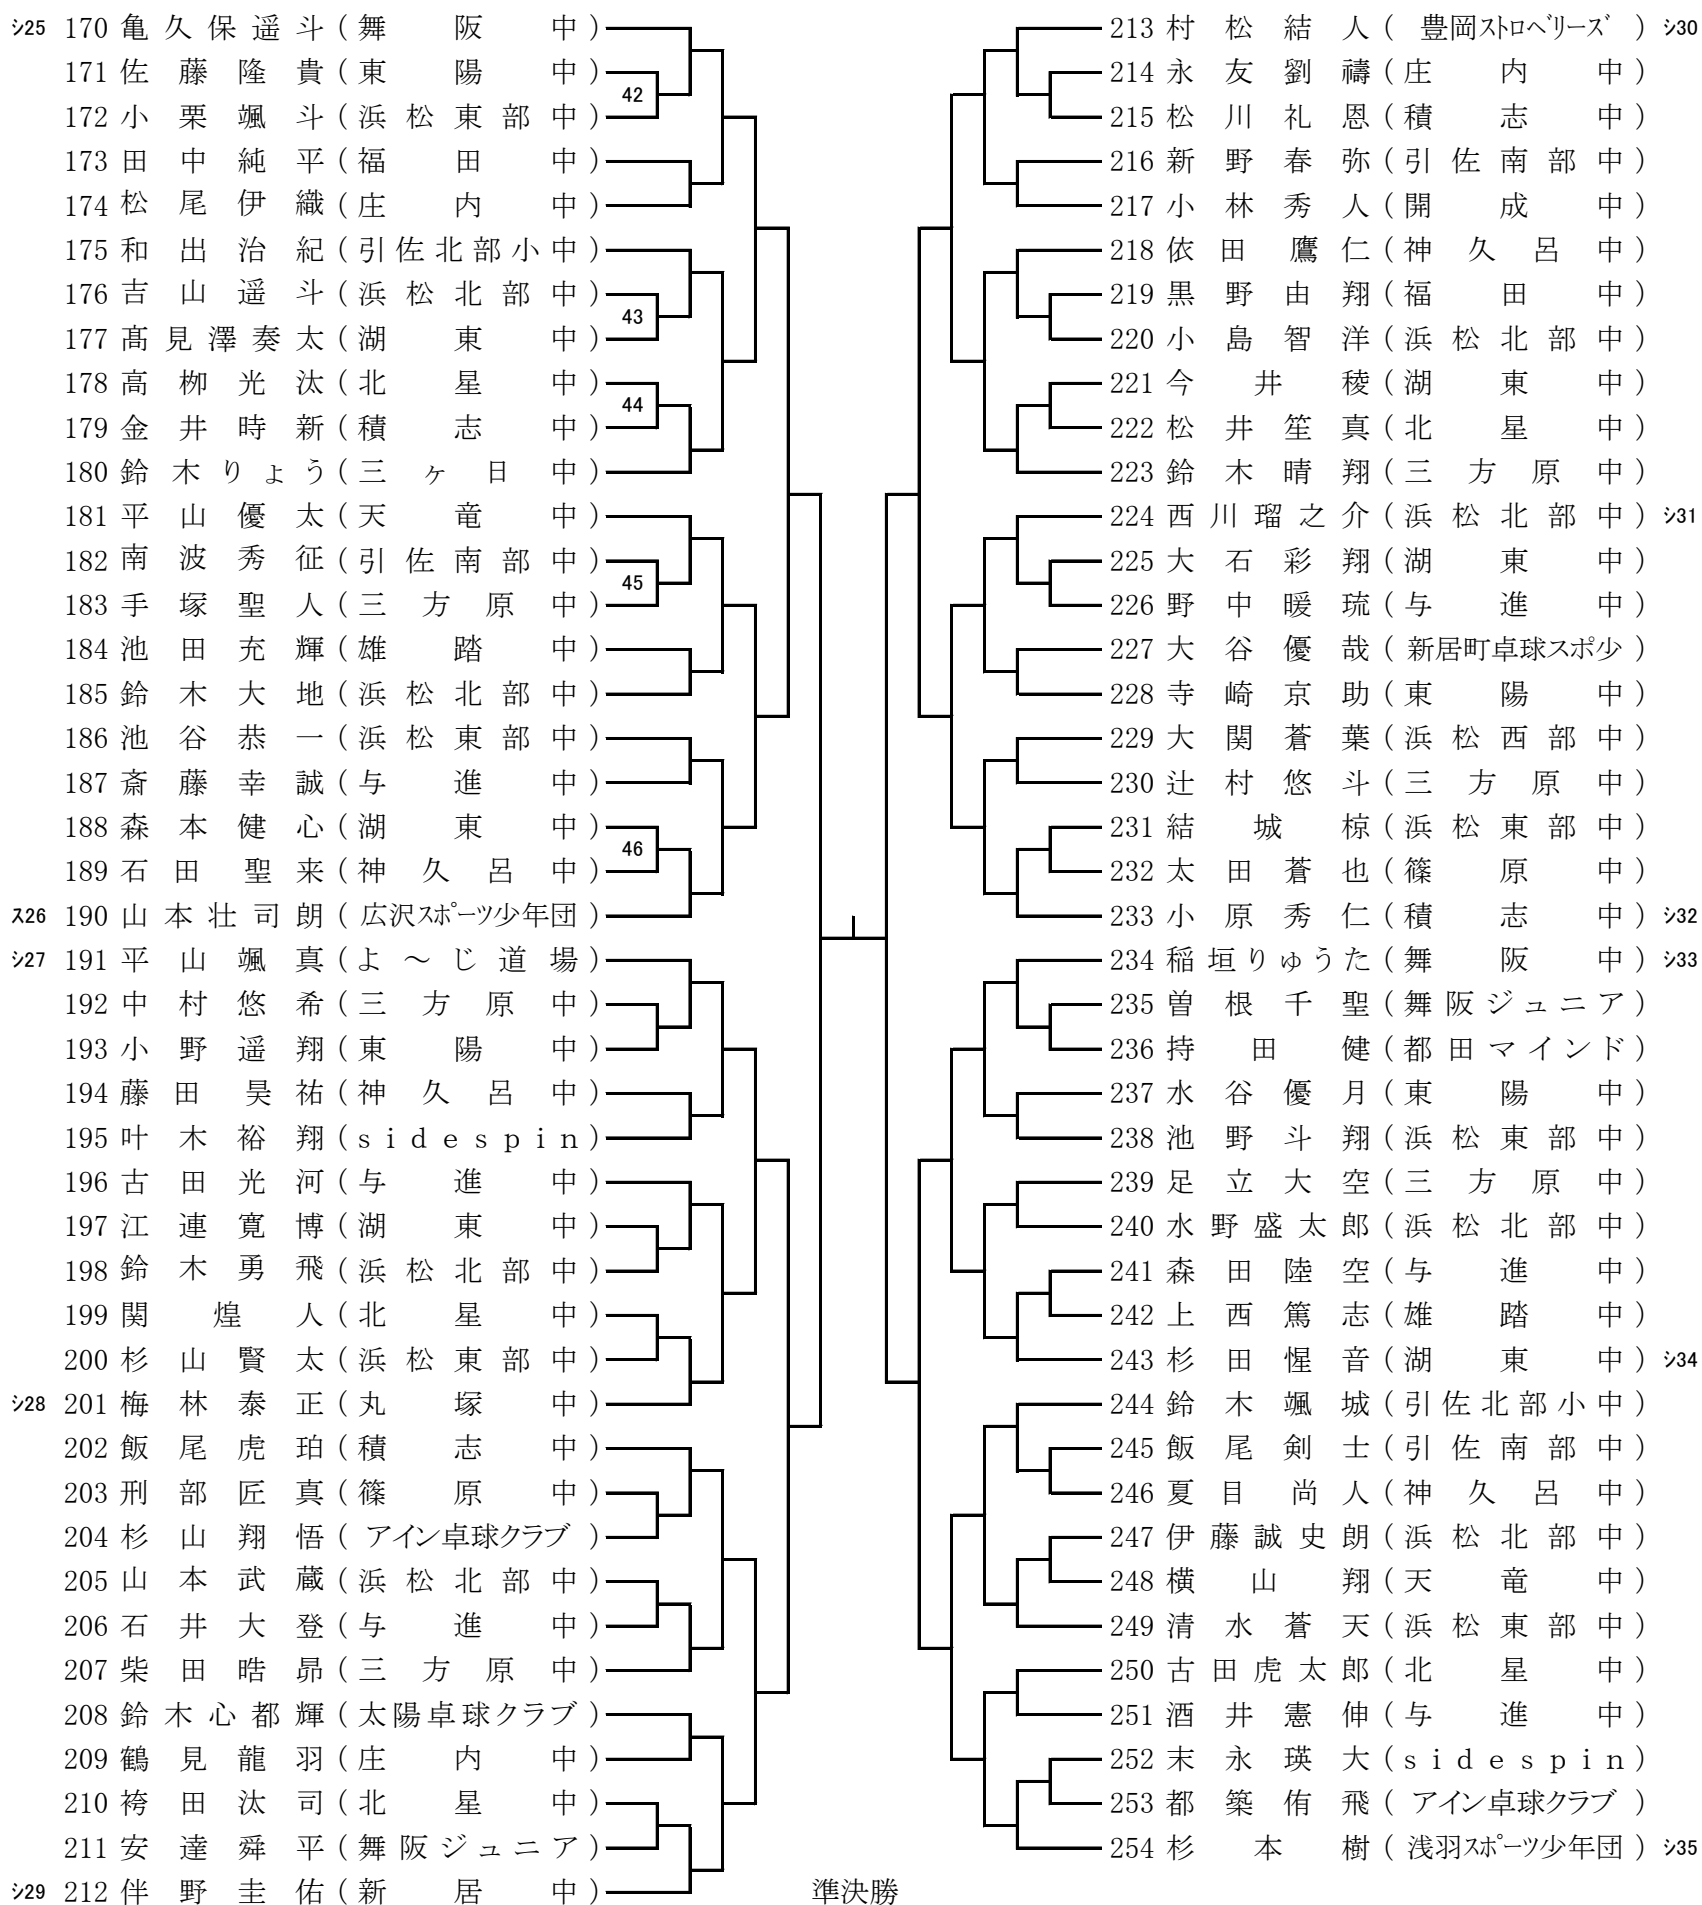 ｼ25 170 亀久保遥斗（舞阪中）
171 佐藤隆貴（東陽中）
42
172 小栗颯斗（浜松東部中）
173 田中純平（福田中）
174 松尾伊織（庄内中）
175 和出治紀（引佐北部小中）
176 吉山遥斗（浜松北部中）
43
177 髙見澤奏太（湖東中）
178 高栁光汰（北星中）
44
179 金井時新（積志中）
180 鈴木りょう（三ヶ日中）
181 平山優太（天竜中）
182 南波秀征（引佐南部中）
45
183 手塚聖人（三方原中）
184 池田充輝（雄踏中）
185 鈴木大地（浜松北部中）
186 池谷恭一（浜松東部中）
187 斎藤幸誠（与進中）
188 森本健心（湖東中）
46
189 石田聖来（神久呂中）
ｽ26 190 山本壮司朗（広沢スポーツ少年団）
ｼ27 191 平山颯真（よ～じ道場）
192 中村悠希（三方原中）
193 小野遥翔（東陽中）
194 藤田昊祐（神久呂中）
195 叶木裕翔（sidespin）
196 古田光河（与進中）
197 江連寛博（湖東中）
198 鈴木勇飛（浜松北部中）
199 関煌人（北星中）
200 杉山賢太（浜松東部中）
ｼ28 201 梅林泰正（丸塚中）
202 飯尾虎珀（積志中）
203 刑部匠真（篠原中）
204 杉山翔悟（アイン卓球クラブ）
205 山本武蔵（浜松北部中）
206 石井大登（与進中）
207 柴田晧昴（三方原中）
208 鈴木心都輝（太陽卓球クラブ）
209 鶴見龍羽（庄内中）
210 袴田汰司（北星中）
211 安達舜平（舞阪ジュニア）
ｼ29 212 伴野圭佑（新居中）
213 村松結人（豊岡ストロベリーズ）ｼ30
214 永友劉禱（庄内中）
215 松川礼恩（積志中）
216 新野春弥（引佐南部中）
217 小林秀人（開成中）
218 依田鷹仁（神久呂中）
219 黒野由翔（福田中）
220 小島智洋（浜松北部中）
221 今井稜（湖東中）
222 松井笙真（北星中）
223 鈴木晴翔（三方原中）
224 西川瑠之介（浜松北部中）ｼ31
225 大石彩翔（湖東中）
226 野中暖琉（与進中）
227 大谷優哉（新居町卓球スポ少）
228 寺崎京助（東陽中）
229 大関蒼葉（浜松西部中）
230 辻村悠斗（三方原中）
231 結城椋（浜松東部中）
232 太田蒼也（篠原中）
233 小原秀仁（積志中）ｼ32
234 稲垣りゅうた（舞阪中）ｼ33
235 曽根千聖（舞阪ジュニア）
236 持田健（都田マインド）
237 水谷優月（東陽中）
238 池野斗翔（浜松東部中）
239 足立大空（三方原中）
240 水野盛太郎（浜松北部中）
241 森田陸空（与進中）
242 上西篤志（雄踏中）
243 杉田惺音（湖東中）ｼ34
244 鈴木颯城（引佐北部小中）
245 飯尾剣士（引佐南部中）
246 夏目尚人（神久呂中）
247 伊藤誠史朗（浜松北部中）
248 横山翔（天竜中）
249 清水蒼天（浜松東部中）
250 古田虎太郎（北星中）
251 酒井憲伸（与進中）
252 末永瑛大（sidespin）
253 都築侑飛（アイン卓球クラブ）
254 杉本樹（浅羽スポーツ少年団）ｼ35
準決勝